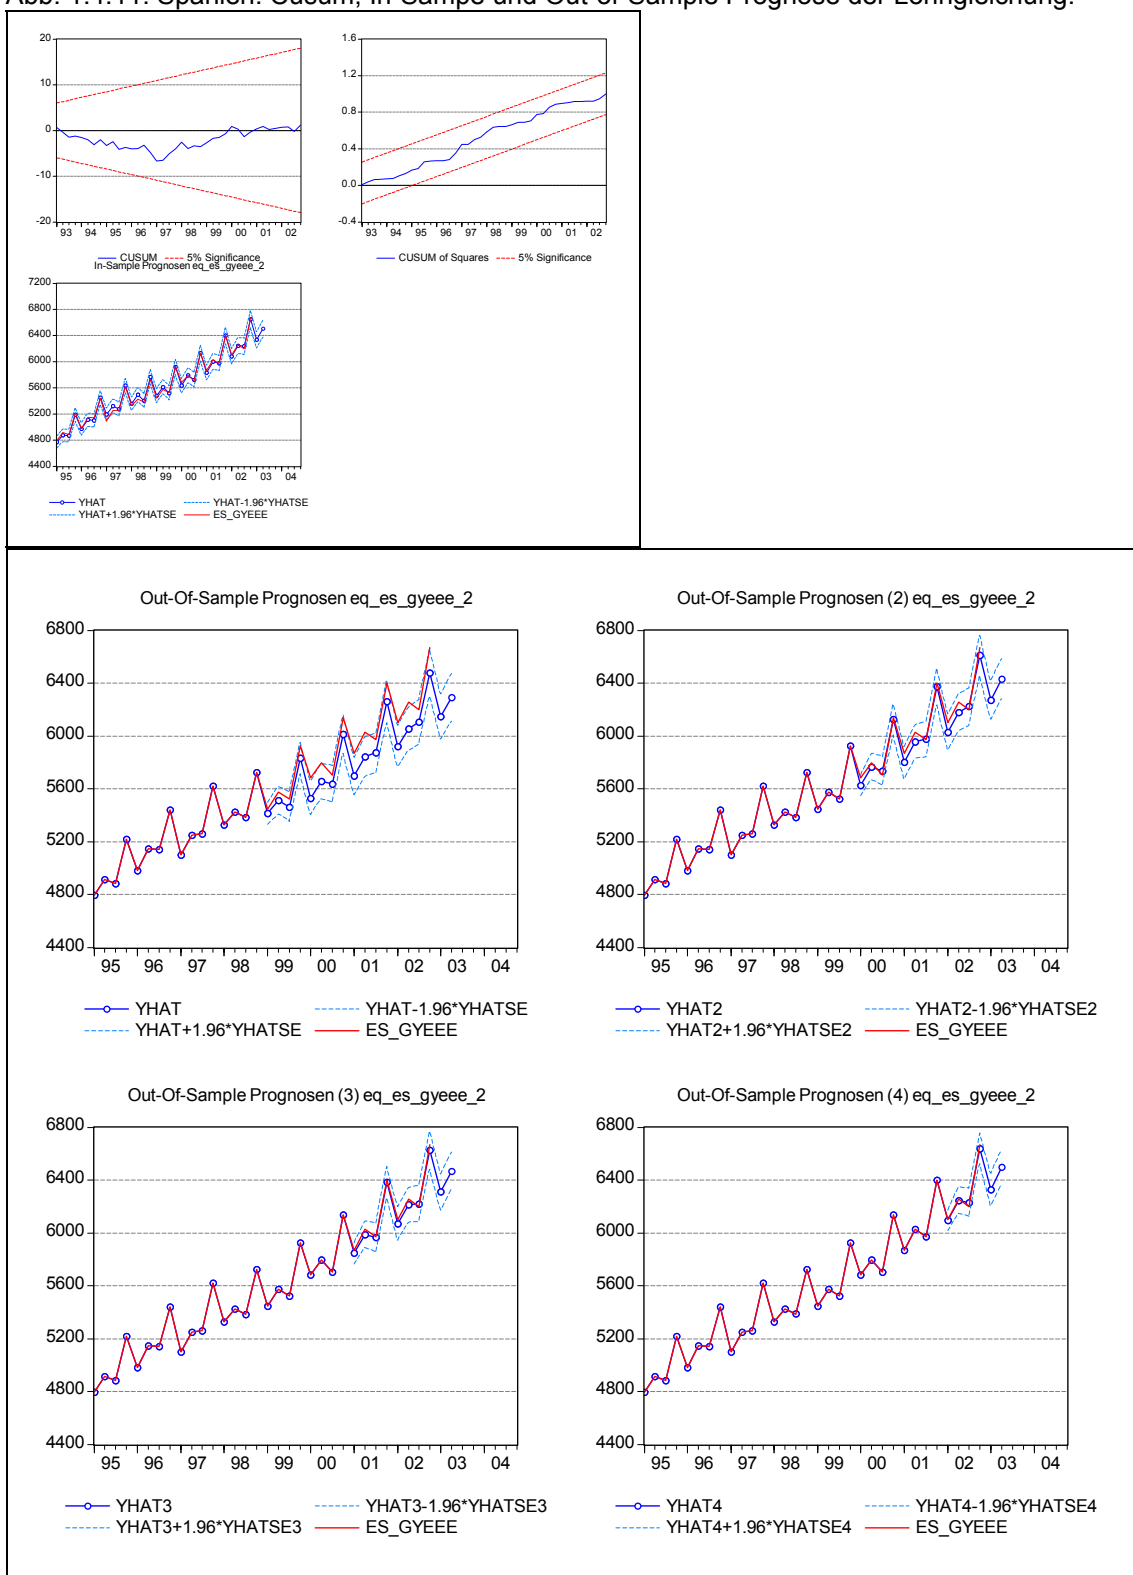 Abb. 1.4.11: Spanien: Cusum, In-Sampe und Out-of-Sample Prognose der Lohngleichung.
20
10
0
-10
-20
93 94 95 96 97 98 99 00 01 02
CUSUM 5% Significance
1.6
1.2
0.8
0.4
0.0
-0.4
93 94 95 96 97 98 99 00 01 02
CUSUM of Squares 5% Significance
In-Sample Prognosen eq_es_gyeee_2
7200
6800
6400
6000
5600
5200
4800
4400
95 96 97 98 99 00 01 02 03 04
YHAT YHAT-1.96*YHATSE
YHAT+1.96*YHATSE ES_GYEEE
Out-Of-Sample Prognosen eq_es_gyeee_2
6800
6400
6000
5600
5200
4800
4400
95 96 97 98 99 00 01 02 03 04
YHAT YHAT-1.96*YHATSE
YHAT+1.96*YHATSE ES_GYEEE
Out-Of-Sample Prognosen (2) eq_es_gyeee_2
6800
6400
6000
5600
5200
4800
4400
95 96 97 98 99 00 01 02 03 04
YHAT2 YHAT2-1.96*YHATSE2
YHAT2+1.96*YHATSE2 ES_GYEEE
Out-Of-Sample Prognosen (3) eq_es_gyeee_2
6800
6400
6000
5600
5200
4800
4400
95 96 97 98 99 00 01 02 03 04
YHAT3 YHAT3-1.96*YHATSE3
YHAT3+1.96*YHATSE3 ES_GYEEE
Out-Of-Sample Prognosen (4) eq_es_gyeee_2
6800
6400
6000
5600
5200
4800
4400
95 96 97 98 99 00 01 02 03 04
YHAT4 YHAT4-1.96*YHATSE4
YHAT4+1.96*YHATSE4 ES_GYEEE